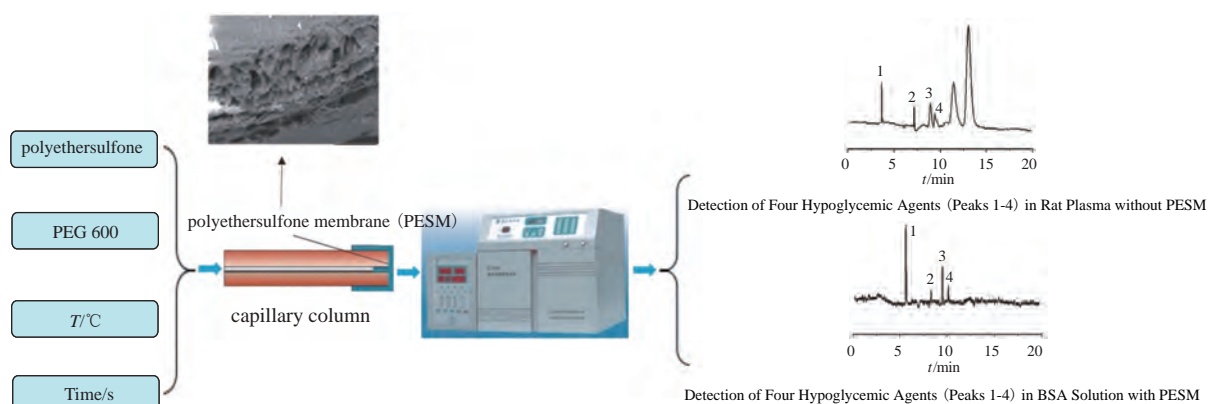 polyethersulfone
PEG 600
T/℃
Time/s
polyethersulfone membrane (PESM)
capillary column
1
2
3
4
0
5
10
15
20
t/min
Detection of Four Hypoglycemic Agents (Peaks 1-4) in Rat Plasma without PESM
1
2
3
4
0
5
10
15
20
t/min
Detection of Four Hypoglycemic Agents (Peaks 1-4) in BSA Solution with PESM